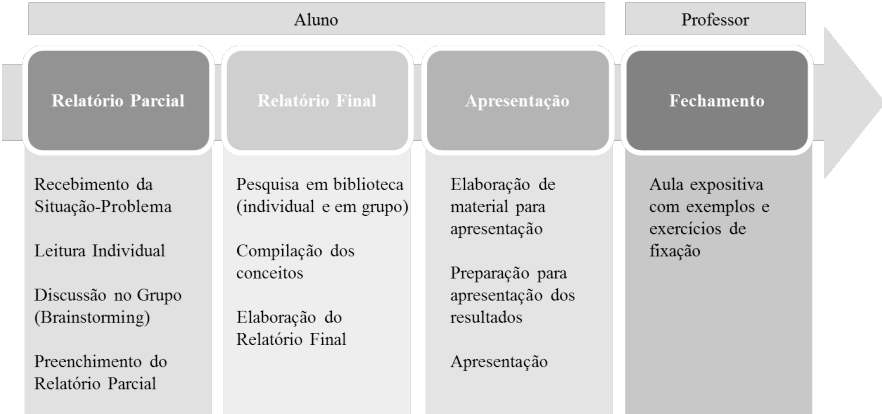 Aluno
Professor
Relatório Parcial
Relatório Final
Apresentação
Fechamento
Recebimento da
Situação-Problema
Leitura Individual
Discussão no Grupo
(Brainstorming)
Preenchimento do
Relatório Parcial
Pesquisa em biblioteca
(individual e em grupo)
Compilação dos
conceitos
Elaboração do
Relatório Final
Elaboração de
material para
apresentação
Preparação para
apresentação dos
resultados
Apresentação
Aula expositiva
com exemplos e
exercícios de
fixação